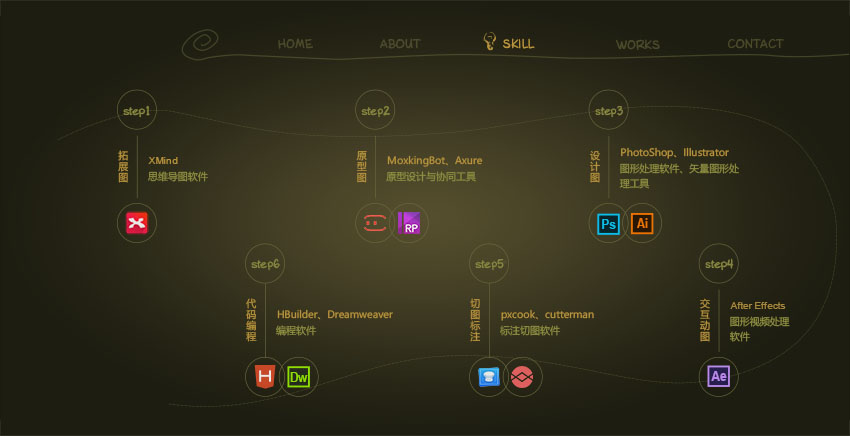 HOME ABOUT SKILL WORKS CONTACT
step1
拓展图
XMind
思维导图软件
step2
原型图
MoxkingBot、Axure
原型设计与协同工具
RP
step3
设计图
PhotoShop、Illustrator
图形处理软件、矢量图形处
理工具
Ps
Ai
step4
交互动图
After Effects
图形视频处理
软件
Ae
step5
切图标注
pxcook、cutterman
标注切图软件
step6
代码编程
HBuilder、Dreamweaver
编程软件
H
Dw